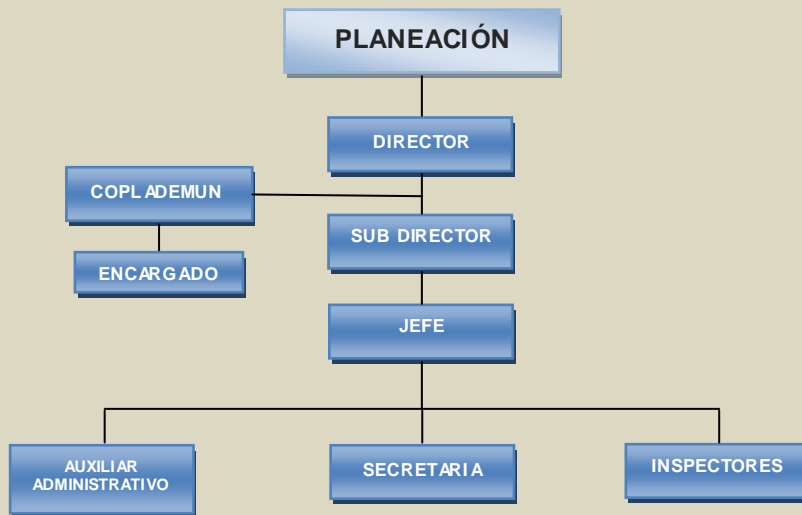 PLANEACIÓN
DIRECTOR
COPLADEMUN
SUB DIRECTOR
ENCARGADO
JEFE
AUXILIAR
ADMINISTRATIVO
SECRETARIA
INSPECTORES